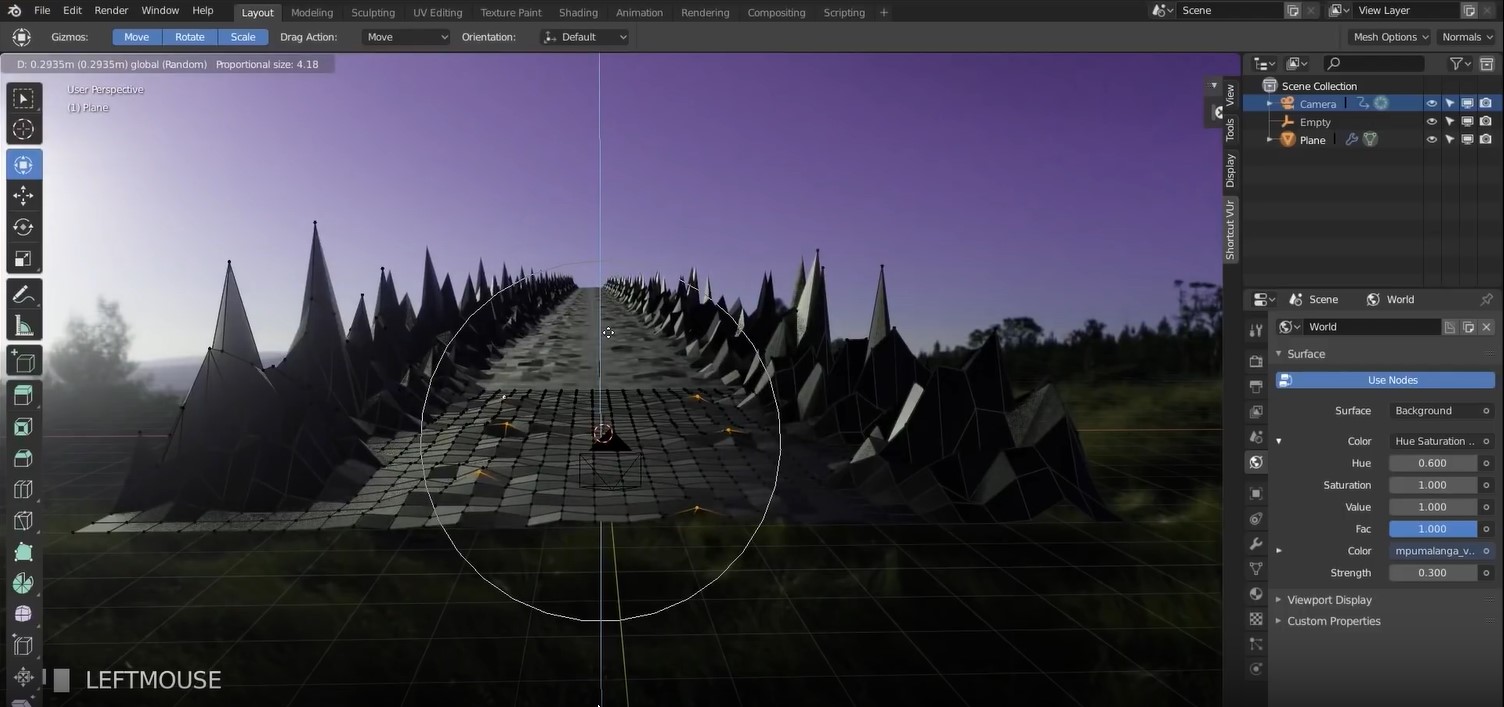 File Edit Render Window Help Layout Modeling Sculpting UV Editing Texture Paint Shading Animation Rendering Compositing Scripting + Scene View Layer
Gizmos: Move Rotate Scale Drag Action: Move Orientation: Default Mesh Options Normals
D: 0.2935m (0.2935m) global (Random) Proportional size: 4.18
User Perspective
(1) Plane
View
Tools
Display
Shortcut VUr
Scene Collection
Camera
Empty
Plane
Scene World
World
Surface
Use Nodes
Surface Background
Color Hue Saturation ..
Hue 0.600
Saturation 1.000
Value 1.000
Fac 1.000
Color mpumalanga_v..
Strength 0.300
Viewport Display
Custom Properties
LEFTMOUSE